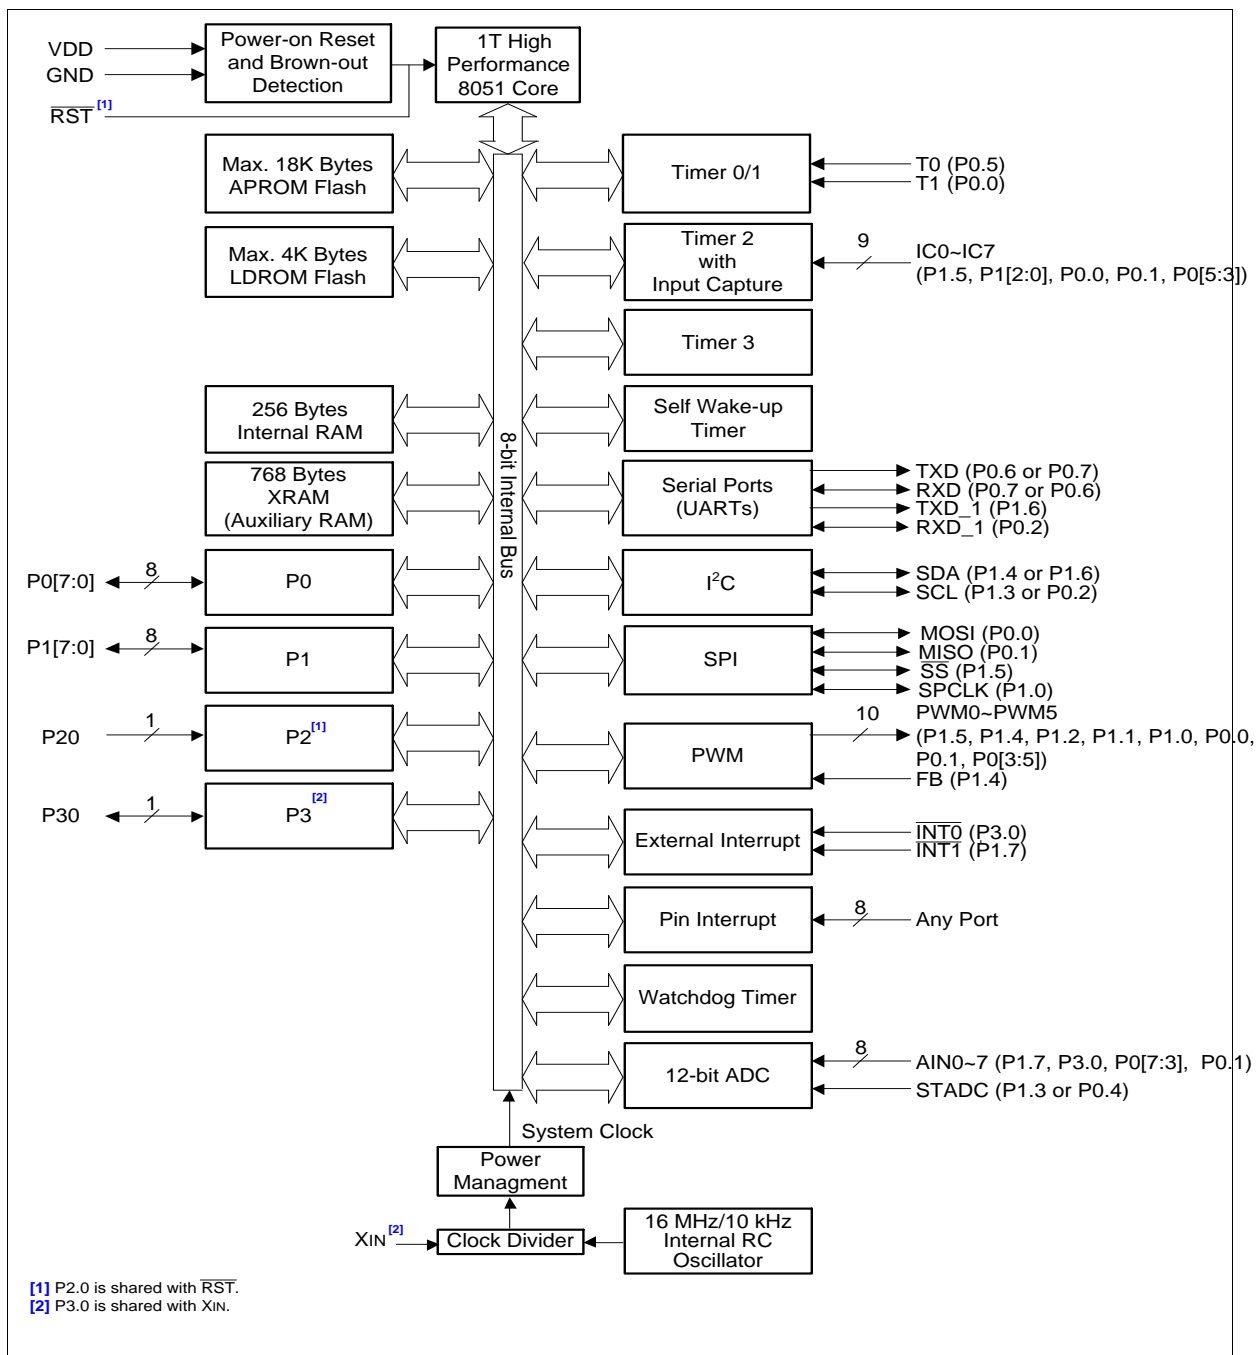 VDD
GND
RST [1]
Power-on Reset
and Brown-out
Detection
1T High
Performance
8051 Core
Max. 18K Bytes
APROM Flash
Max. 4K Bytes
LDROM Flash
256 Bytes
Internal RAM
768 Bytes
XRAM
(Auxiliary RAM)
P0[7:0]
8
P0
P1[7:0]
8
P1
P20
1
P2[1]
P30
1
P3[2]
8-bit Internal Bus
Timer 0/1
T0 (P0.5)
T1 (P0.0)
Timer 2
with
Input Capture
9
IC0~IC7
(P1.5, P1[2:0], P0.0, P0.1, P0[5:3])
Timer 3
Self Wake-up
Timer
Serial Ports
(UARTs)
TXD (P0.6 or P0.7)
RXD (P0.7 or P0.6)
TXD_1 (P1.6)
RXD_1 (P0.2)
I2C
SDA (P1.4 or P1.6)
SCL (P1.3 or P0.2)
SPI
MOSI (P0.0)
MISO (P0.1)
SS (P1.5)
SPCLK (P1.0)
PWM
10
PWM0~PWM5
(P1.5, P1.4, P1.2, P1.1, P1.0, P0.0,
P0.1, P0[3:5])
FB (P1.4)
External Interrupt
INT0 (P3.0)
INT1 (P1.7)
Pin Interrupt
8
Any Port
Watchdog Timer
12-bit ADC
8
AIN0~7 (P1.7, P3.0, P0[7:3], P0.1)
STADC (P1.3 or P0.4)
System Clock
Power
Managment
XIN [2]
Clock Divider
16 MHz/10 kHz
Internal RC
Oscillator
[1] P2.0 is shared with RST.
[2] P3.0 is shared with XIN.